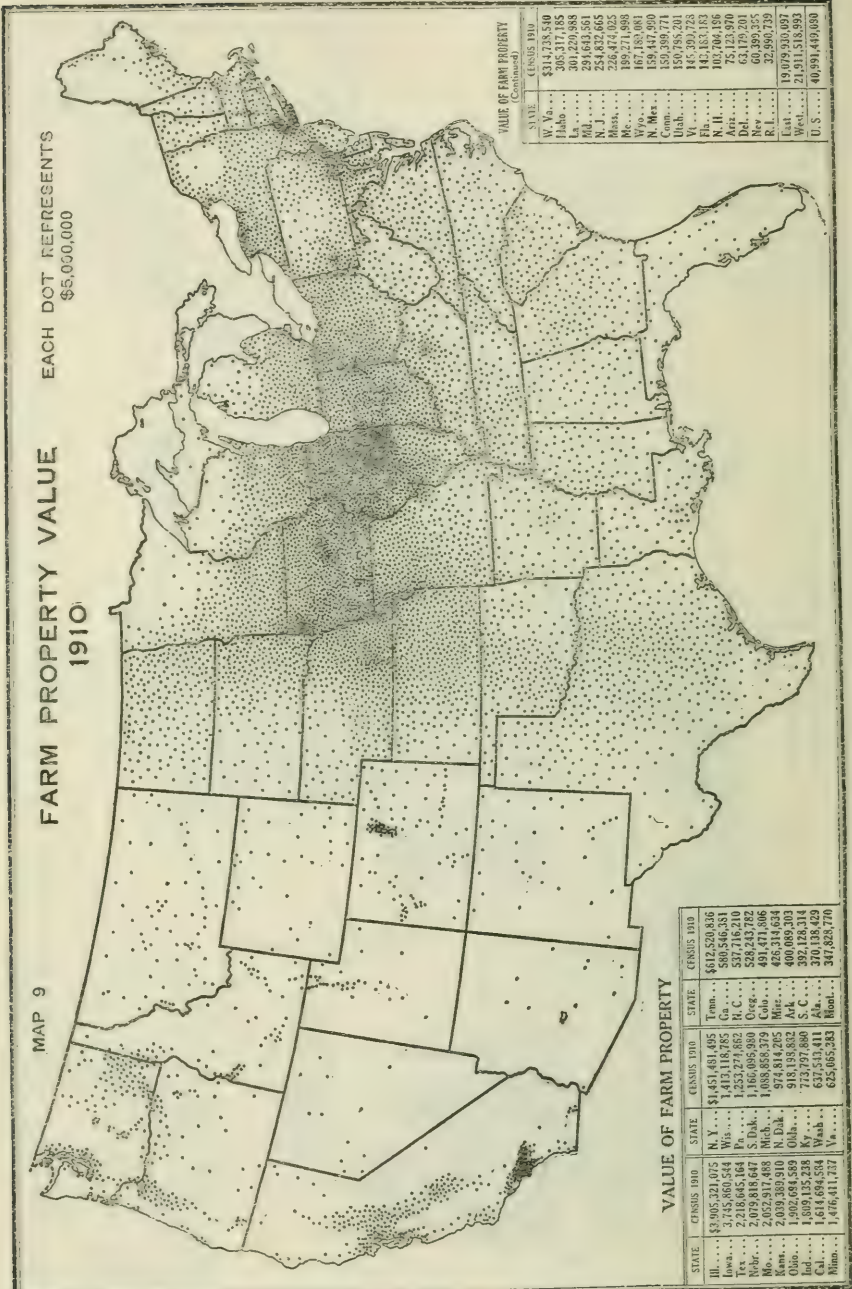 MAP 9
FARM PROPERTY VALUE
1910
EACH DOT REPRESENTS
$5,000,000
VALUE OF FARM PROPERTY
STATE CENSUS 1910 STATE CENSUS 1910 STATE CENSUS 1910
Ill..... $3,905,321,075 N. Y.... $1,451,481,495 Tenn... $612,520,836
Iowa... 3,745,860,544 Wis.... 1,413,118,785 Ga..... 580,546,381
Tex.... 2,218,645,164 Pa..... 1,253,274,862 N. C... 537,716,210
Nebr... 2,079,818,647 S. Dak. 1,166,096,980 Oreg... 528,243,782
Mo..... 2,052,917,488 Mich... 1,088,858,379 Colo... 491,471,806
Kans... 2,039,389,910 N. Dak. 974,814,205 Miss... 426,314,634
Ohio... 1,902,694,589 Okla... 918,198,882 Ark.... 400,089,303
Ind.... 1,809,135,238 Ky..... 773,797,880 S. C... 392,128,314
Cal.... 1,614,694,584 Wash... 637,543,411 Ala.... 370,138,429
Minn... 1,476,411,737 Va..... 625,065,383 Mont... 347,828,770
VALUE OF FARM PROPERTY
(Continued)
STATE CENSUS 1910
W. Va... $314,738,540
Idaho... 305,317,185
La...... 301,220,988
Md..... 293,643,561
N. J.... 254,832,665
Mass... 226,474,025
Me..... 199,271,998
Wyo... 167,189,081
N. Mex. 159,447,990
Conn... 159,399,771
Utah... 150,795,201
Vt..... 145,399,728
Fla..... 143,183,183
N. H... 103,704,196
Ariz.... 75,123,970
Del.... 63,179,201
Nev.... 60,399,365
R. I.... 32,990,739
East.... 19,079,930,097
West... 21,911,518,993
U. S.... 40,991,449,090